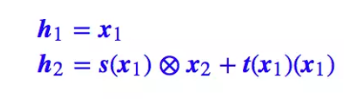 h₁ = x₁
h₂ = s(x₁) ⊗ x₂ + t(x₁)(x₁)